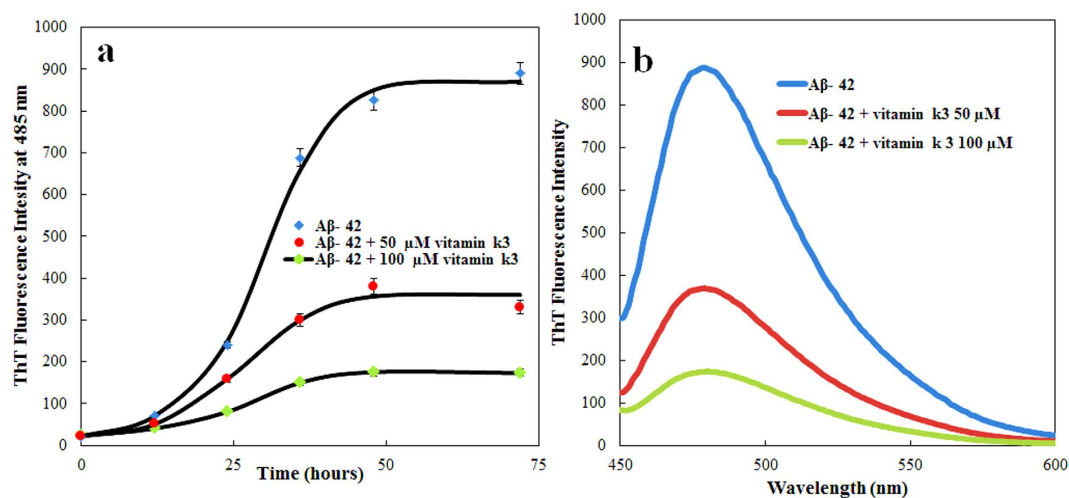 a
ThT Fluorescence Intesity at 485 nm
1000
900
800
700
600
500
400
300
200
100
0
0
25
50
75
Time (hours)
Aβ- 42
Aβ- 42 + 50 µM vitamin k3
Aβ- 42 + 100 µM vitamin k3
b
ThT Fluorescence Intensity
1000
900
800
700
600
500
400
300
200
100
0
450
500
550
600
Wavelength (nm)
Aβ- 42
Aβ- 42 + vitamin k3 50 µM
Aβ- 42 + vitamin k 3 100 µM